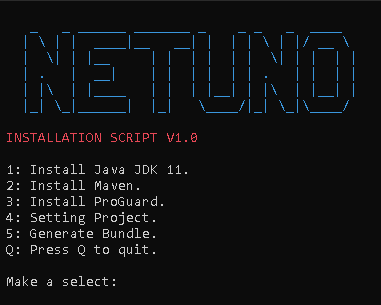 NETUNO
INSTALLATION SCRIPT V1.0
1: Install Java JDK 11.
2: Install Maven.
3: Install ProGuard.
4: Setting Project.
5: Generate Bundle.
Q: Press Q to quit.
Make a select: